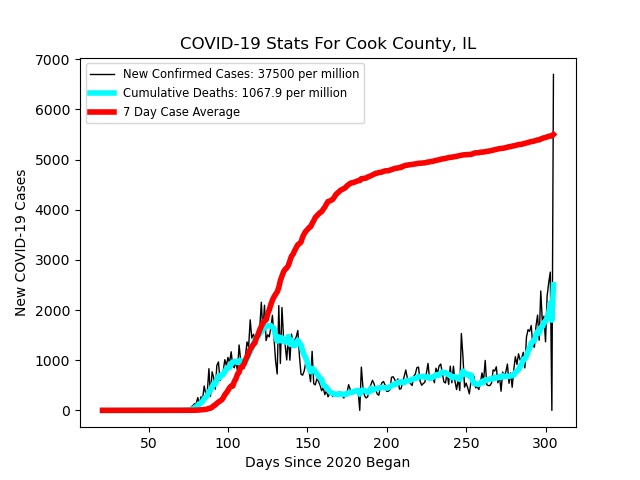 COVID-19 Stats For Cook County, IL
New Confirmed Cases: 37500 per million
Cumulative Deaths: 1067.9 per million
7 Day Case Average
7000
6000
5000
4000
3000
2000
1000
0
New COVID-19 Cases
50 100 150 200 250 300
Days Since 2020 Began